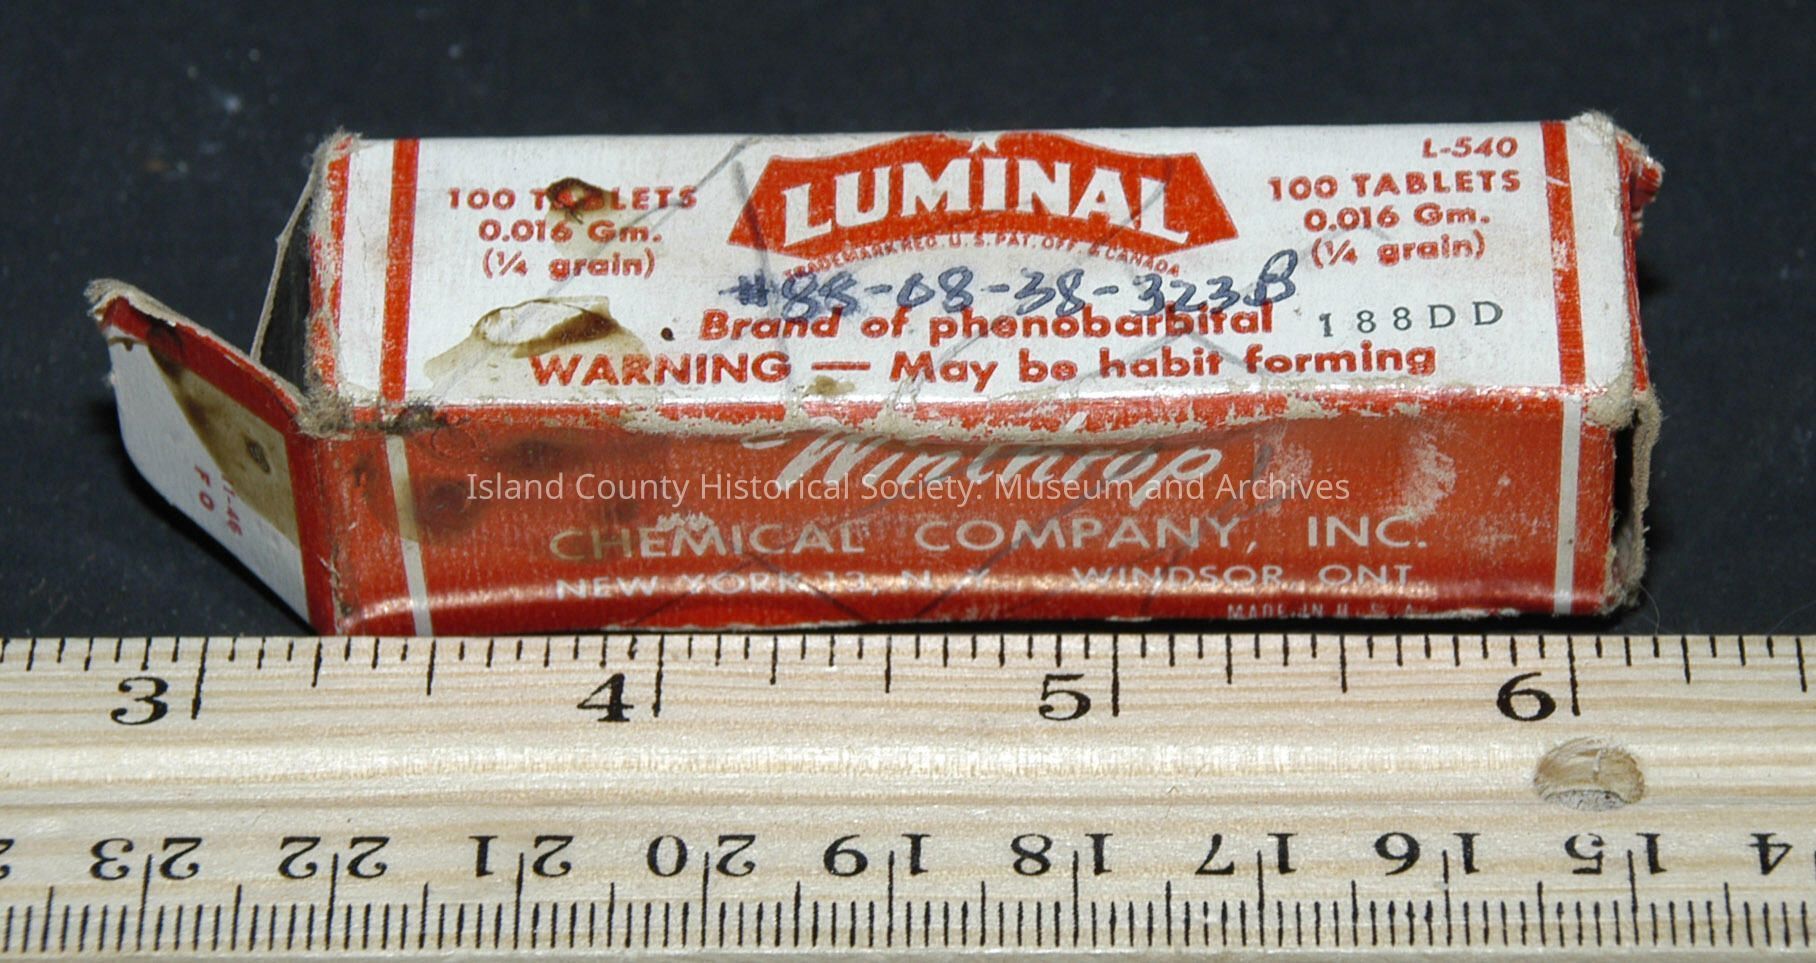 L-540
100 TABLETS
0.016 Gm.
(¼ grain)
LUMINAL
TRADEMARK REG. U.S. PAT. OFF. & CANADA
100 TABLETS
0.016 Gm.
(¼ grain)
#88-08-38-323B
Brand of phenobarbital
188DD
WARNING — May be habit forming
Winthrop
CHEMICAL COMPANY, INC.
NEW YORK 13, N. Y. WINDSOR, ONT.
MADE IN U. S. A.
Island County Historical Society: Museum and Archives
3 4 5 6
23 22 21 20 19 18 17 16 15